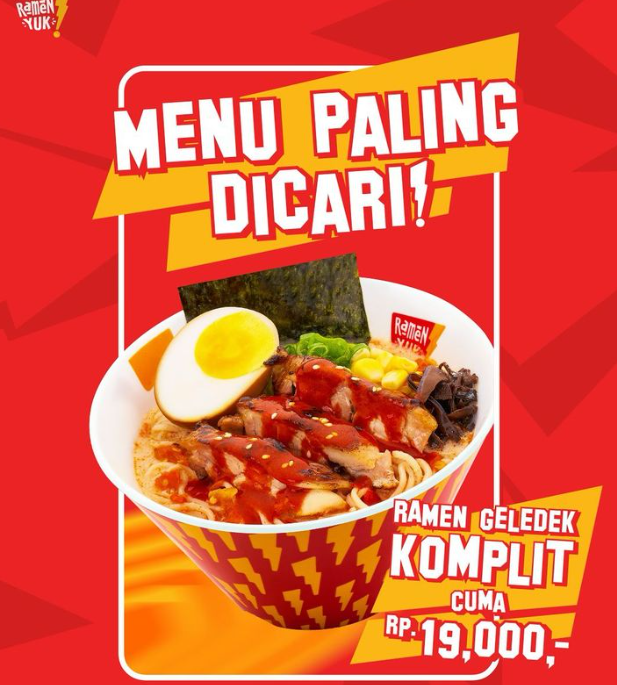 RAMEN
YUK!
MENU PALING
DICARI!
RAMEN
YUK
RAMEN GELEDEK
KOMPLIT
CUMA
RP. 19,000,-